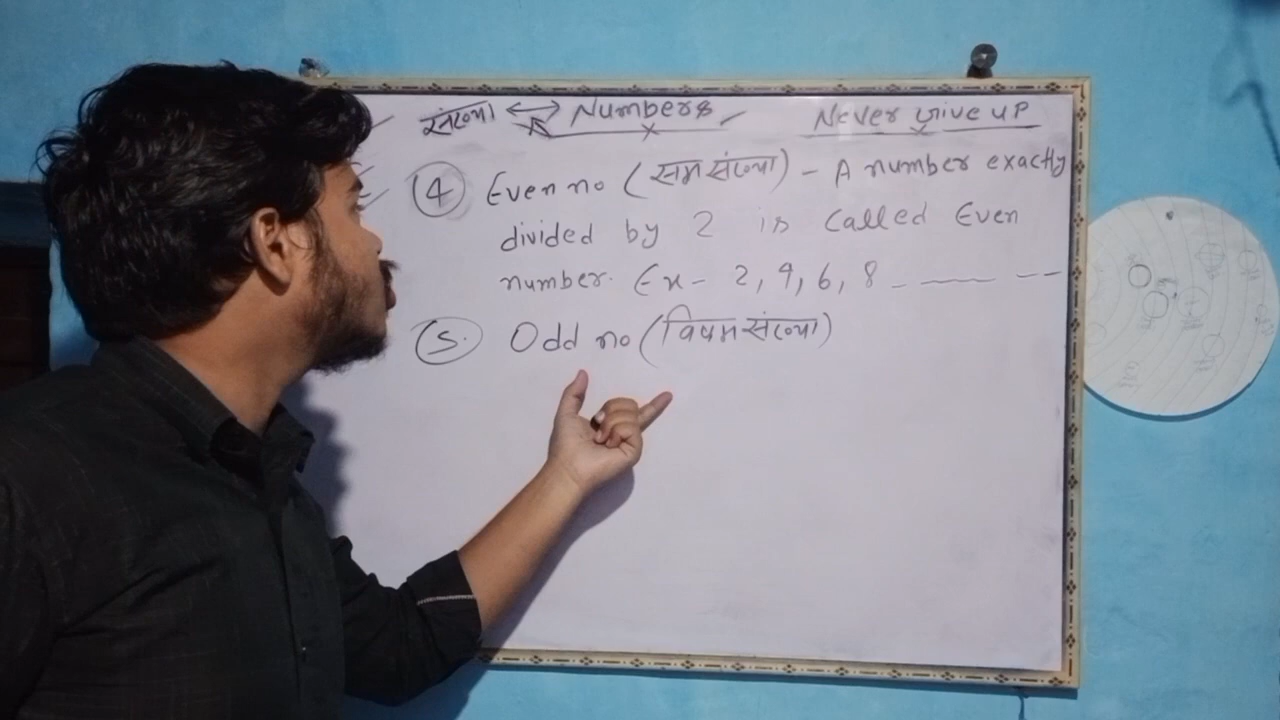 संख्या ↔ Numbers
Never give up
④ Even no (सम संख्या) - A number exactly
divided by 2 is called Even
number. Ex - 2, 4, 6, 8 - —— --
⑤. Odd no (विषम संख्या)